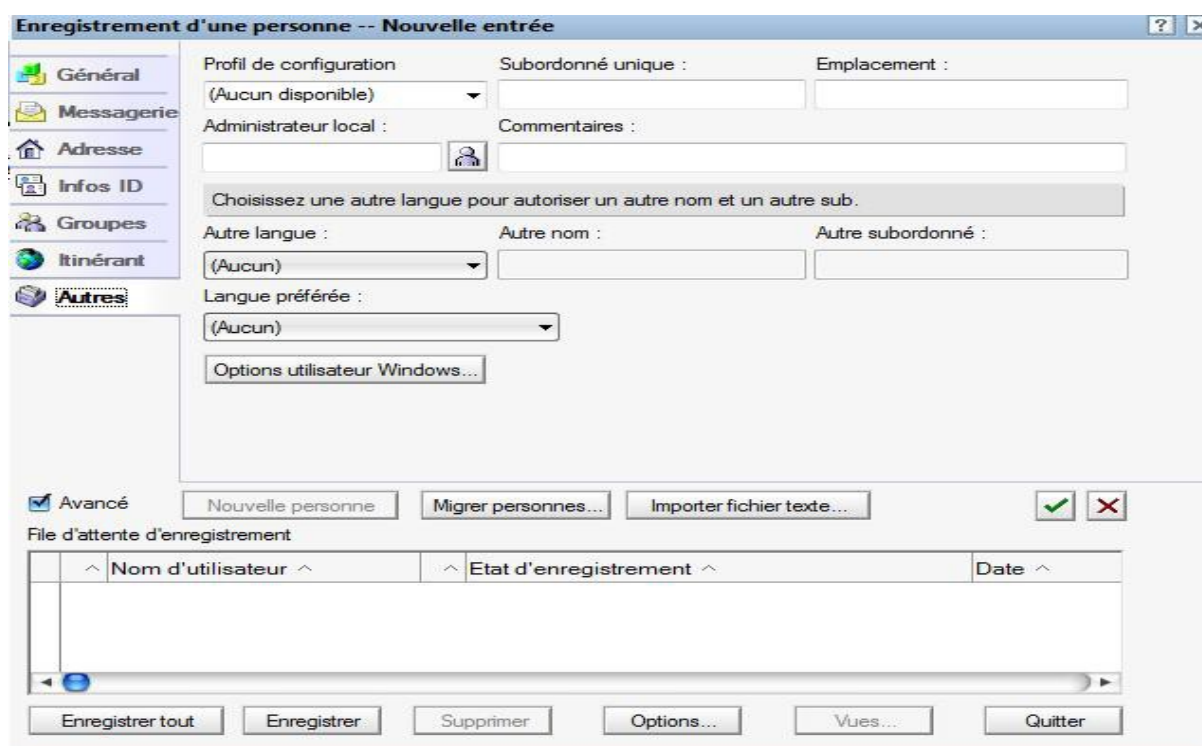 Enregistrement d'une personne -- Nouvelle entrée ?
Général
Messagerie
Adresse
Infos ID
Groupes
Itinérant
Autres
Profil de configuration Subordonné unique : Emplacement :
(Aucun disponible)
Administrateur local : Commentaires :
Choisissez une autre langue pour autoriser un autre nom et un autre sub.
Autre langue : Autre nom : Autre subordonné :
(Aucun)
Langue préférée :
(Aucun)
Options utilisateur Windows...
Avancé Nouvelle personne Migrer personnes... Importer fichier texte...
File d'attente d'enregistrement
Nom d'utilisateur Etat d'enregistrement Date
Enregistrer tout Enregistrer Supprimer Options... Vues... Quitter